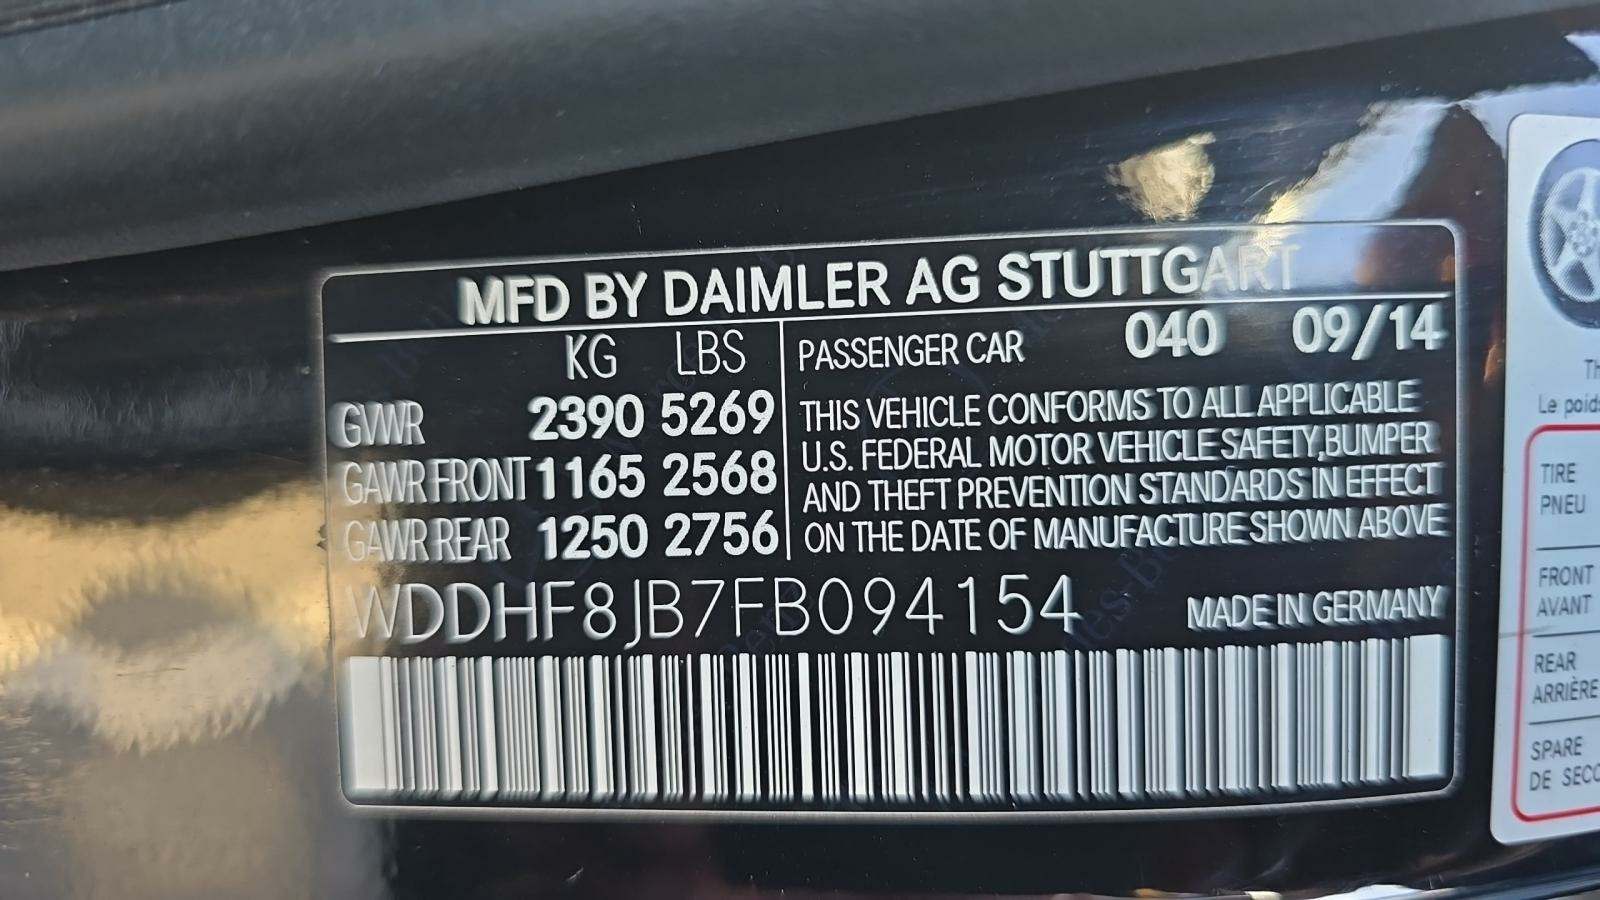 MFD BY DAIMLER AG STUTTGART
KG LBS
GVWR 2390 5269
GAWR FRONT 1165 2568
GAWR REAR 1250 2756
PASSENGER CAR 040 09/14
THIS VEHICLE CONFORMS TO ALL APPLICABLE
U.S. FEDERAL MOTOR VEHICLE SAFETY,BUMPER
AND THEFT PREVENTION STANDARDS IN EFFECT
ON THE DATE OF MANUFACTURE SHOWN ABOVE
WDDHF8JB7FB094154 MADE IN GERMANY
Le
TIRE
PNEU
FRONT
AVANT
REAR
ARRIÈRE
SPARE
DE